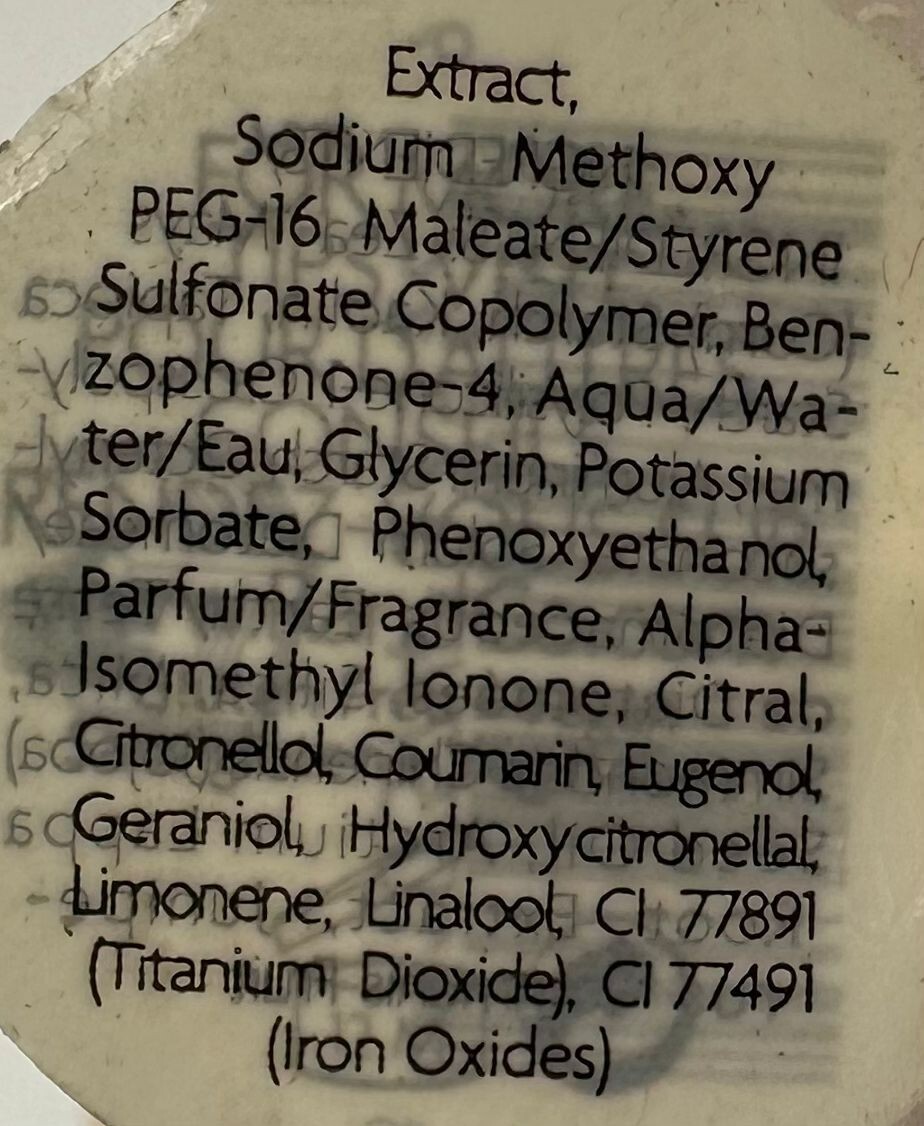 Extract,
Sodium Methoxy
PEG-16 Maleate/Styrene
Sulfonate Copolymer, Ben-
zophenone-4, Aqua/Wa-
ter/Eau, Glycerin, Potassium
Sorbate, Phenoxyethanol,
Parfum/Fragrance, Alpha-
Isomethyl Ionone, Citral,
Citronellol, Coumarin, Eugenol,
Geraniol, Hydroxycitronellal,
Limonene, Linalool, CI 77891
(Titanium Dioxide), CI 77491
(Iron Oxides)